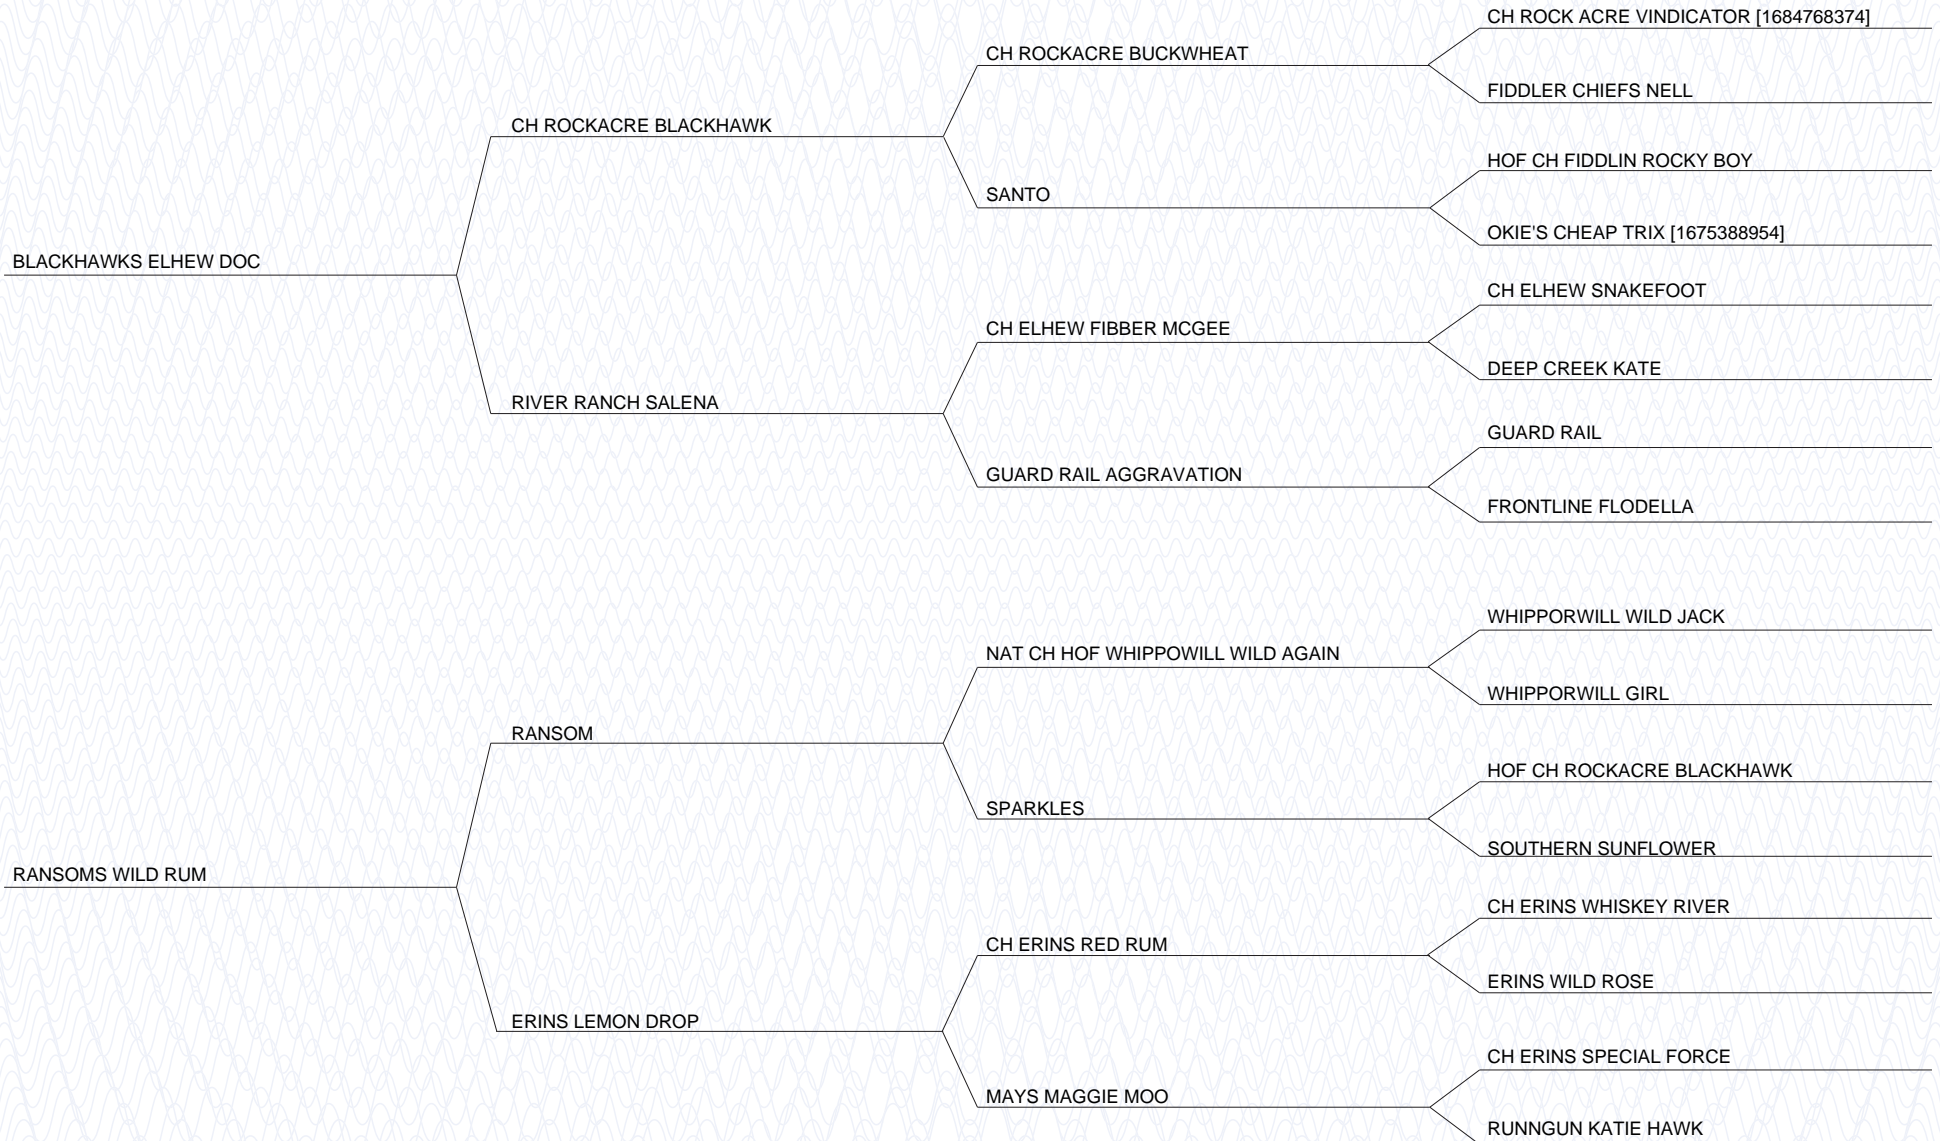 CH ROCK ACRE VINDICATOR [1684768374]
CH ROCKACRE BUCKWHEAT
FIDDLER CHIEFS NELL
CH ROCKACRE BLACKHAWK
HOF CH FIDDLIN ROCKY BOY
SANTO
OKIE'S CHEAP TRIX [1675388954]
BLACKHAWKS ELHEW DOC
CH ELHEW SNAKEFOOT
CH ELHEW FIBBER MCGEE
DEEP CREEK KATE
RIVER RANCH SALENA
GUARD RAIL
GUARD RAIL AGGRAVATION
FRONTLINE FLODELLA
WHIPPORWILL WILD JACK
NAT CH HOF WHIPPOWILL WILD AGAIN
WHIPPORWILL GIRL
RANSOM
HOF CH ROCKACRE BLACKHAWK
SPARKLES
SOUTHERN SUNFLOWER
RANSOMS WILD RUM
CH ERINS WHISKEY RIVER
CH ERINS RED RUM
ERINS WILD ROSE
ERINS LEMON DROP
CH ERINS SPECIAL FORCE
MAYS MAGGIE MOO
RUNNGUN KATIE HAWK